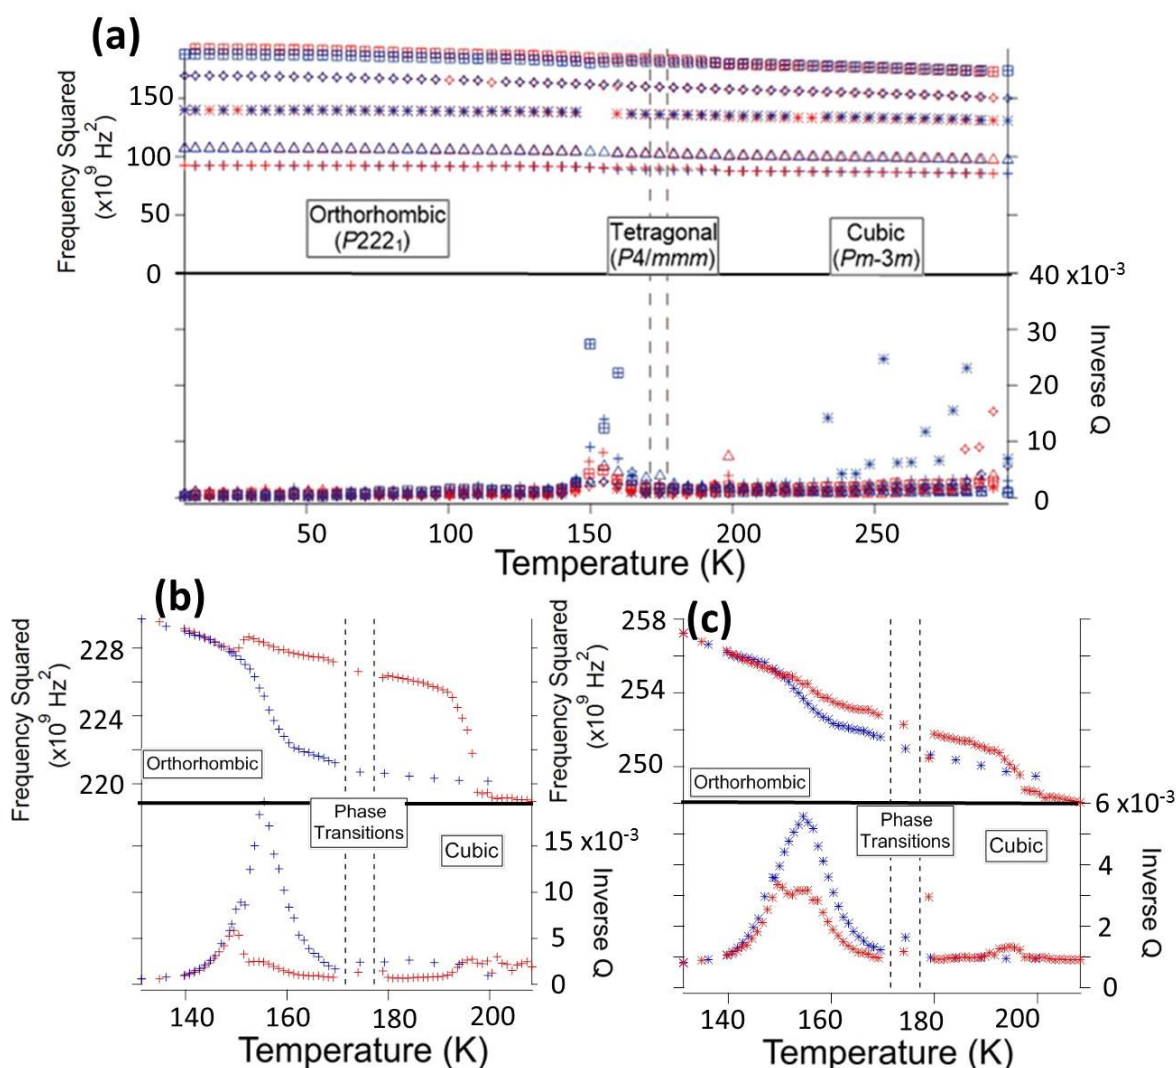 (a)
Frequency Squared
(x10⁹ Hz²)
150
100
50
0
Orthorhombic
(P222₁)
Tetragonal
(P4/mmm)
Cubic
(Pm-3m)
40 x10⁻³
30
20
10
0
Inverse Q
50 100 150 200 250
Temperature (K)
(b)
Frequency Squared
(x10⁹ Hz²)
228
224
220
Orthorhombic
Phase
Transitions
Cubic
15 x10⁻³
10
5
0
Inverse Q
140 160 180 200
Temperature (K)
(c)
Frequency Squared
(x10⁹ Hz²)
258
254
250
Orthorhombic
Phase
Transitions
Cubic
6 x10⁻³
4
2
0
Inverse Q
140 160 180 200
Temperature (K)